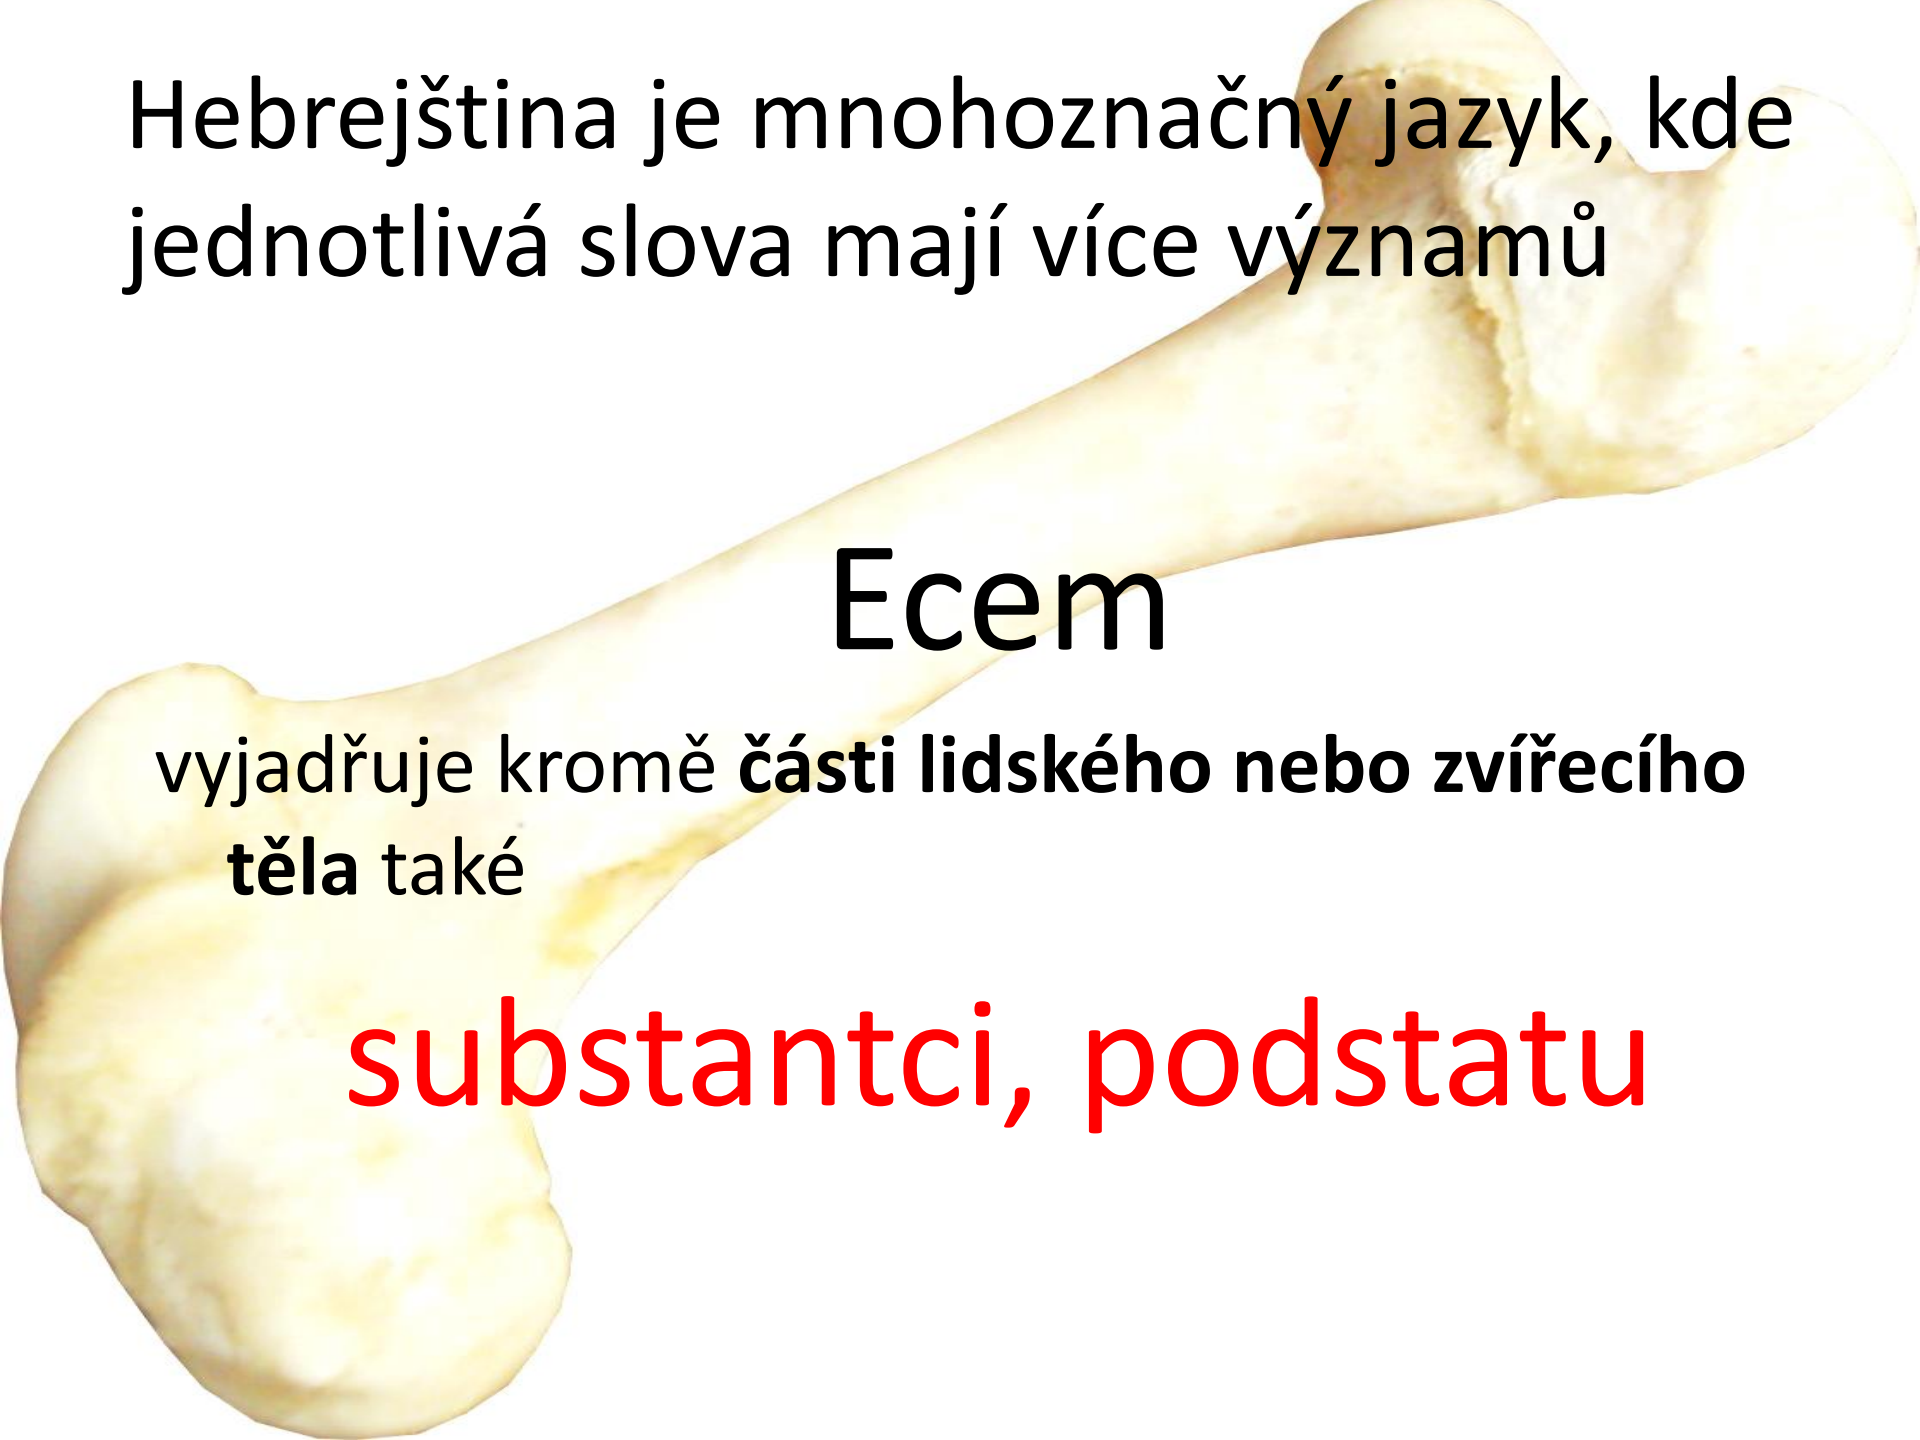 Hebrejština je mnohoznačný jazyk, kde
jednotlivá slova mají více významů
Ecem
vyjadřuje kromě části lidského nebo zvířecího
těla také
substantci, podstatu